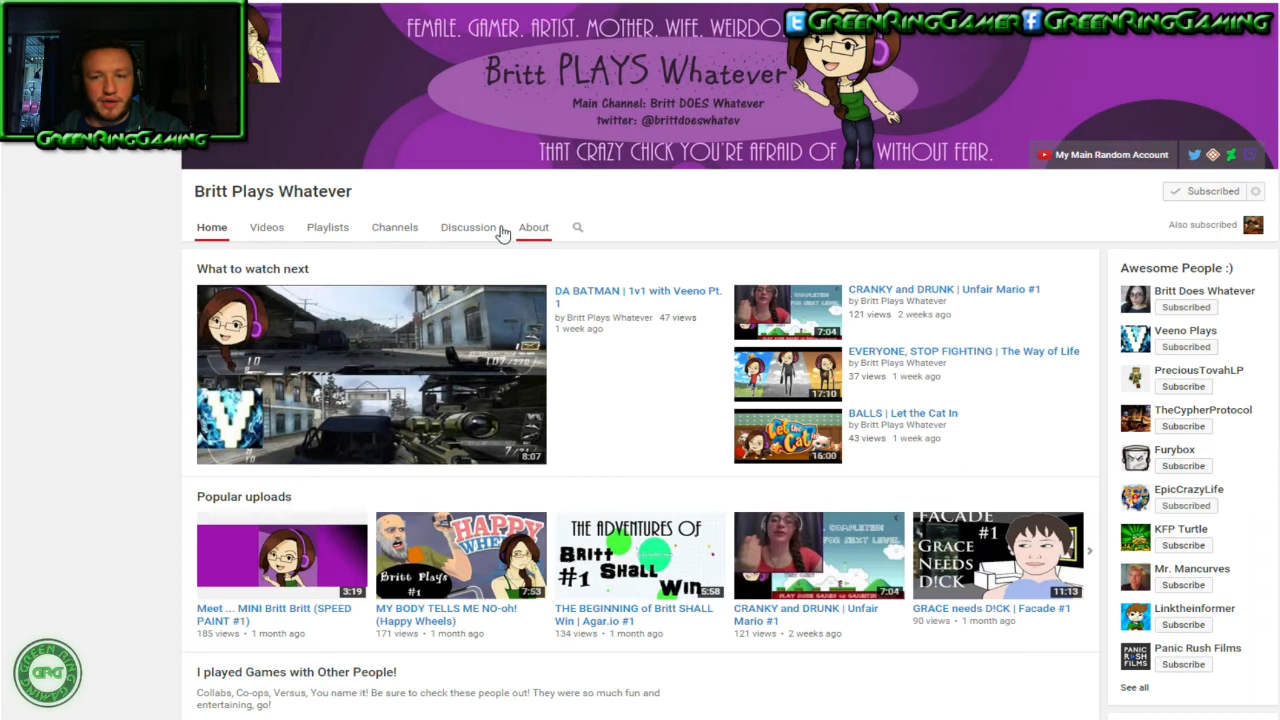 FEMALE. GAMER. ARTIST. MOTHER. WIFE. WEIRDO.
GreenRingGamer GreenRingGaming
Britt PLAYS Whatever
Main Channel: Britt DOES Whatever
twitter: @brittdoeswhatev
THAT CRAZY CHICK YOU'RE AFRAID OF WITHOUT FEAR.
GreenRingGaming
My Main Random Account
Britt Plays Whatever
Subscribed
Home Videos Playlists Channels Discussion About
Also subscribed
What to watch next
DA BATMAN | 1v1 with Veeno Pt.
1
by Britt Plays Whatever 47 views
1 week ago
8:07
CRANKY and DRUNK | Unfair Mario #1
by Britt Plays Whatever
121 views 2 weeks ago
7:04
EVERYONE, STOP FIGHTING | The Way of Life
37 views 1 week ago
17:10
BALLS | Let the Cat In
by Britt Plays Whatever
43 views 1 week ago
Let the Cat
16:00
Popular uploads
3:19
Meet ... MINI Britt Britt (SPEED
PAINT #1)
185 views • 1 month ago
HAPPY
WHEELS
Britt Plays
#1
7:53
MY BODY TELLS ME NO-oh!
(Happy Wheels)
171 views • 1 month ago
THE ADVENTURES OF
Britt
#1 SHALL
Win
5:58
THE BEGINNING of Britt SHALL
Win | Agar.io #1
134 views • 1 month ago
7:04
CRANKY and DRUNK | Unfair
Mario #1
121 views • 2 weeks ago
FACADE
#1
GRACE
NEEDS
D!CK
11:13
GRACE needs D!CK | Facade #1
90 views • 1 month ago
I played Games with Other People!
Collabs, Co-ops, Versus, You name it! Be sure to check these people out! They were so much fun and
entertaining, go!
Awesome People :)
Britt Does Whatever
Subscribed
Veeno Plays
Subscribed
PreciousTovahLP
Subscribe
TheCypherProtocol
Subscribe
Furybox
Subscribe
EpicCrazyLife
Subscribed
KFP Turtle
Subscribe
Mr. Mancurves
Subscribe
Linktheinformer
Subscribe
Panic Rush Films
Subscribe
PANIC
RUSH
FILMS
See all
GREEN RING
GRG
GAMING